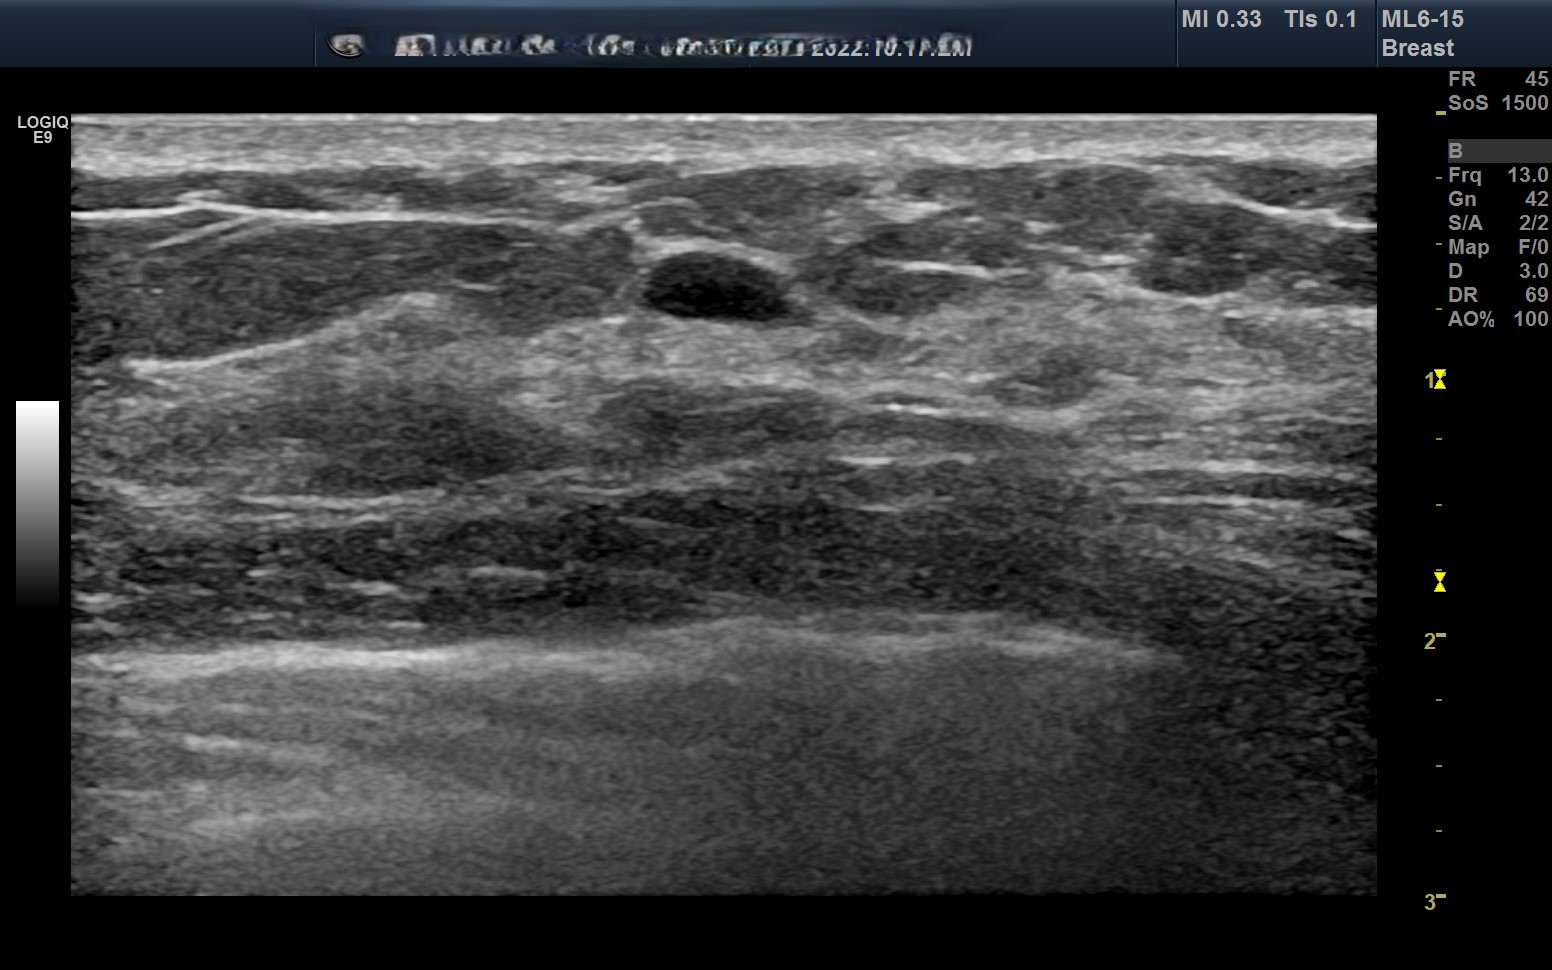 MI 0.33 TIs 0.1
ML6-15
Breast
LOGIQ
E9
FR 45
SoS 1500
B
Frq 13.0
Gn 42
S/A 2/2
Map F/0
D 3.0
DR 69
AO% 100
1
2
3